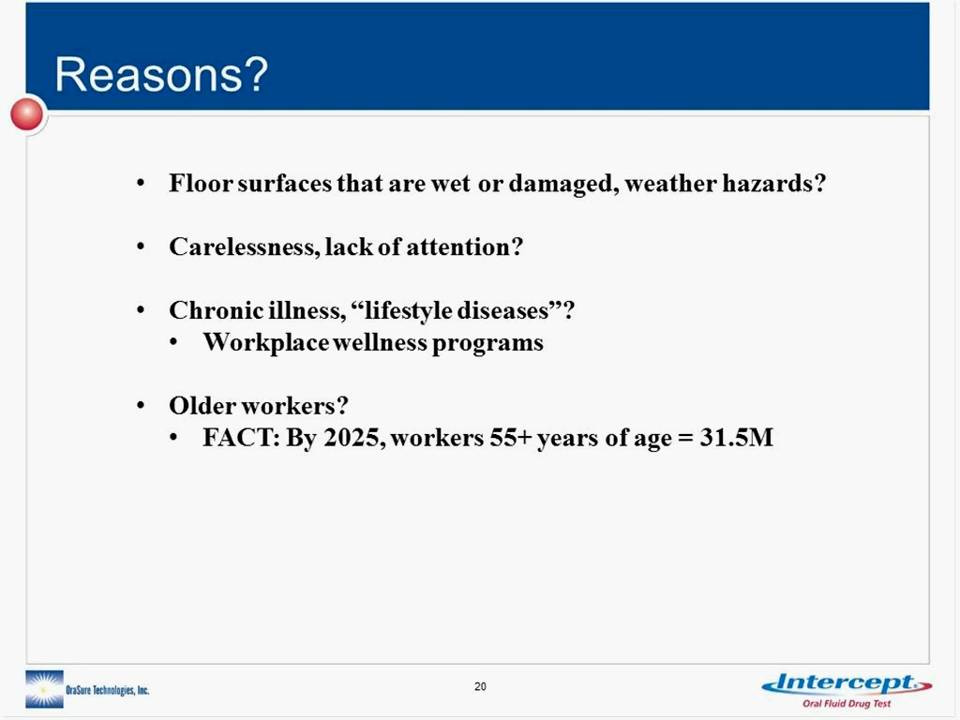 Reasons?
• Floor surfaces that are wet or damaged, weather hazards?
• Carelessness, lack of attention?
• Chronic illness, “lifestyle diseases”?
• Workplace wellness programs
• Older workers?
• FACT: By 2025, workers 55+ years of age = 31.5M
OraSure Technologies, Inc.
20
Intercept®
Oral Fluid Drug Test